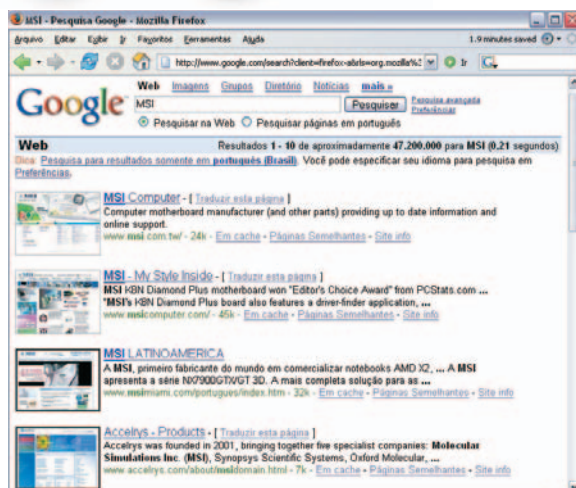 MSI - Pesquisa Google - Mozilla Firefox
Arquivo Editar Exibir Ir Favoritos Ferramentas Ajuda 1.9 minutes saved
http://www.google.com/search?client=firefox-a&rls=org.mozilla%3 Ir
Web Imagens Grupos Diretório Notícias mais »
Google MSI Pesquisar Pesquisa avançada
Preferências
Pesquisar na Web Pesquisar páginas em português
Web Resultados 1 - 10 de aproximadamente 47.200.000 para MSI (0,21 segundos)
Dica: Pesquisa para resultados somente em português (Brasil). Você pode especificar seu idioma para pesquisa em
Preferências.
MSI Computer - [ Traduzir esta página ]
Computer motherboard manufacturer (and other parts) providing up to date information and
online support.
www.msi.com.tw/ - 24k - Em cache - Páginas Semelhantes - Site info
MSI - My Style Inside - [ Traduzir esta página ]
MSI K8N Diamond Plus motherboard won "Editor's Choice Award" from PCStats.com ...
"MSI's K8N Diamond Plus board also features a driver-finder application, ...
www.msicomputer.com/ - 45k - Em cache - Páginas Semelhantes - Site info
MSI LATINOAMERICA
A MSI, primeiro fabricante do mundo em comercializar notebooks AMD X2, ... A MSI
apresenta a série NX7900GTX/GT 3D. A mais completa solução para as ...
www.msimiami.com/portugues/index.htm - 32k - Em cache - Páginas Semelhantes - Site info
Accelrys - Products - [ Traduzir esta página ]
Accelrys was founded in 2001, bringing together five specialist companies: Molecular
Simulations Inc. (MSI), Synopsys Scientific Systems, Oxford Molecular, ...
www.accelrys.com/about/msidomain.html - 7k - Em cache - Páginas Semelhantes - Site info